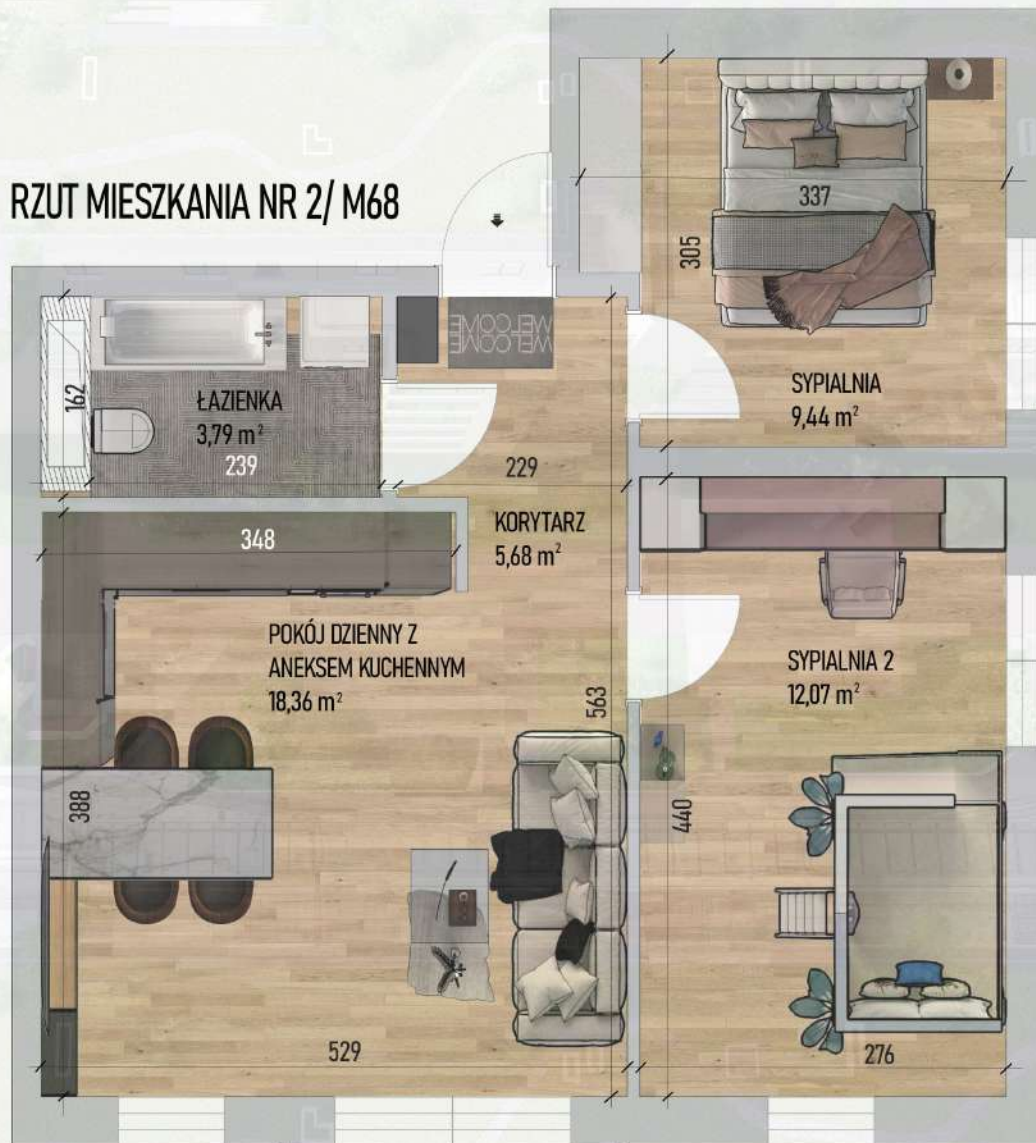 RZUT MIESZKANIA NR 2/ M68
337
305
SYPIALNIA
9,44 m²
WELCOME
WELCOME
162
ŁAZIENKA
3,79 m²
239
229
KORYTARZ
5,68 m²
348
POKÓJ DZIENNY Z
ANEKSEM KUCHENNYM
18,36 m²
563
SYPIALNIA 2
12,07 m²
388
440
529
276